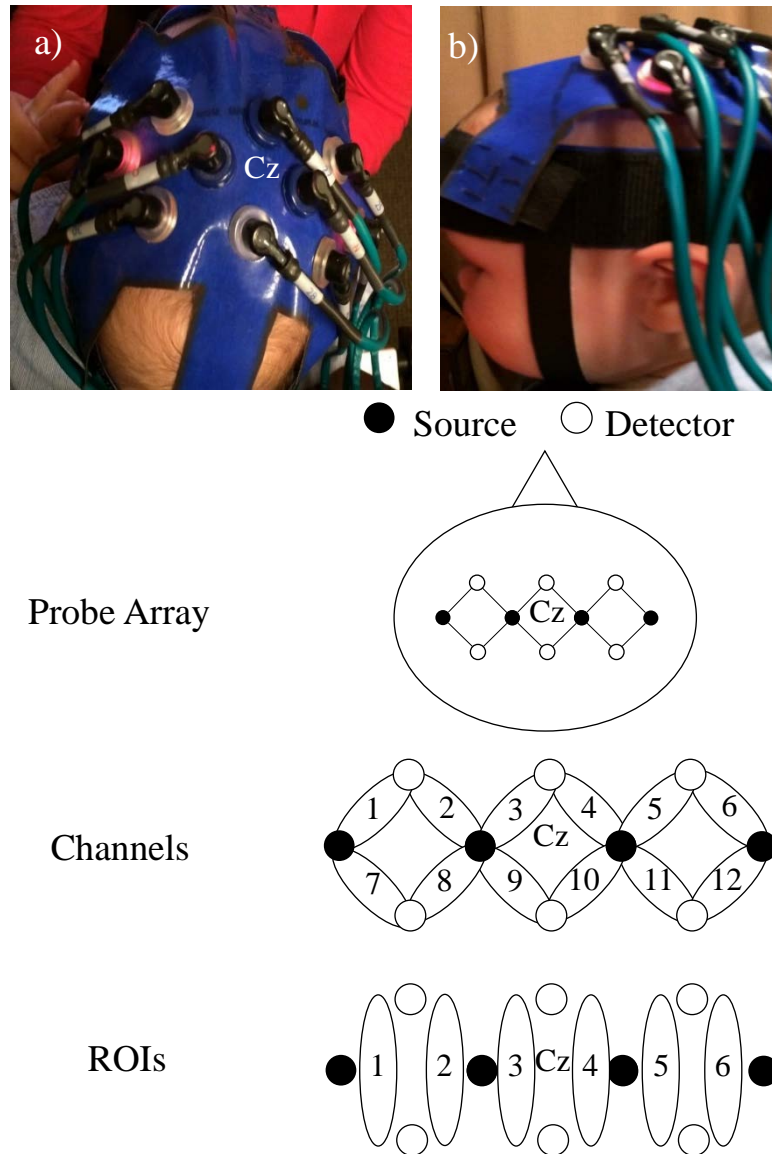 a)
b)
Cz
Source
Detector
Probe Array
Cz
Channels
1 2 3 4 5 6
Cz
7 8 9 10 11 12
ROIs
1 2 3 Cz 4 5 6